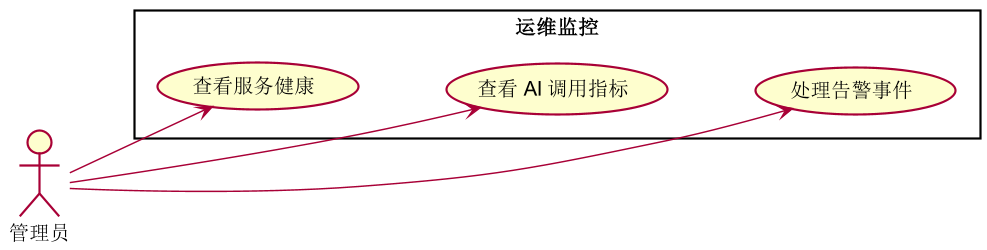 运维监控
查看服务健康
查看 AI 调用指标
处理告警事件
管理员